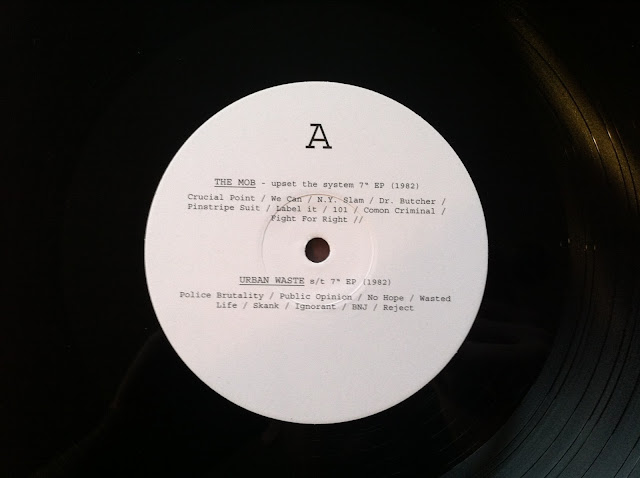 A
THE MOB - upset the system 7" EP (1982)
Crucial Point / We Can / N.Y. Slam / Dr. Butcher /
Pinstripe Suit / Label it / 101 / Comon Criminal /
Fight For Right //
URBAN WASTE s/t 7" EP (1982)
Police Brutality / Public Opinion / No Hope / Wasted
Life / Skank / Ignorant / BNJ / Reject